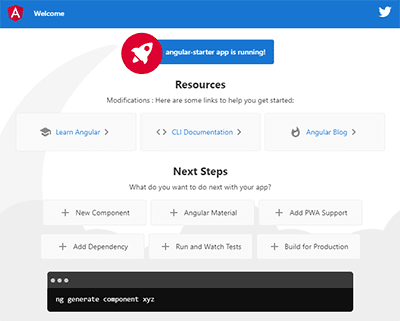 Welcome
angular-starter app is running!
Resources
Modifications : Here are some links to help you get started:
Learn Angular
CLI Documentation
Angular Blog
Next Steps
What do you want to do next with your app?
New Component
Angular Material
Add PWA Support
Add Dependency
Run and Watch Tests
Build for Production
ng generate component xyz